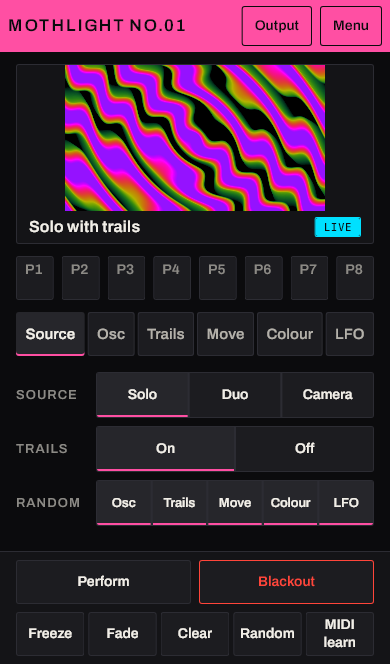 MOTHLIGHT NO.01 Output Menu
Solo with trails LIVE
P1 P2 P3 P4 P5 P6 P7 P8
Source Osc Trails Move Colour LFO
SOURCE Solo Duo Camera
TRAILS On Off
RANDOM Osc Trails Move Colour LFO
Perform Blackout
Freeze Fade Clear Random MIDI learn